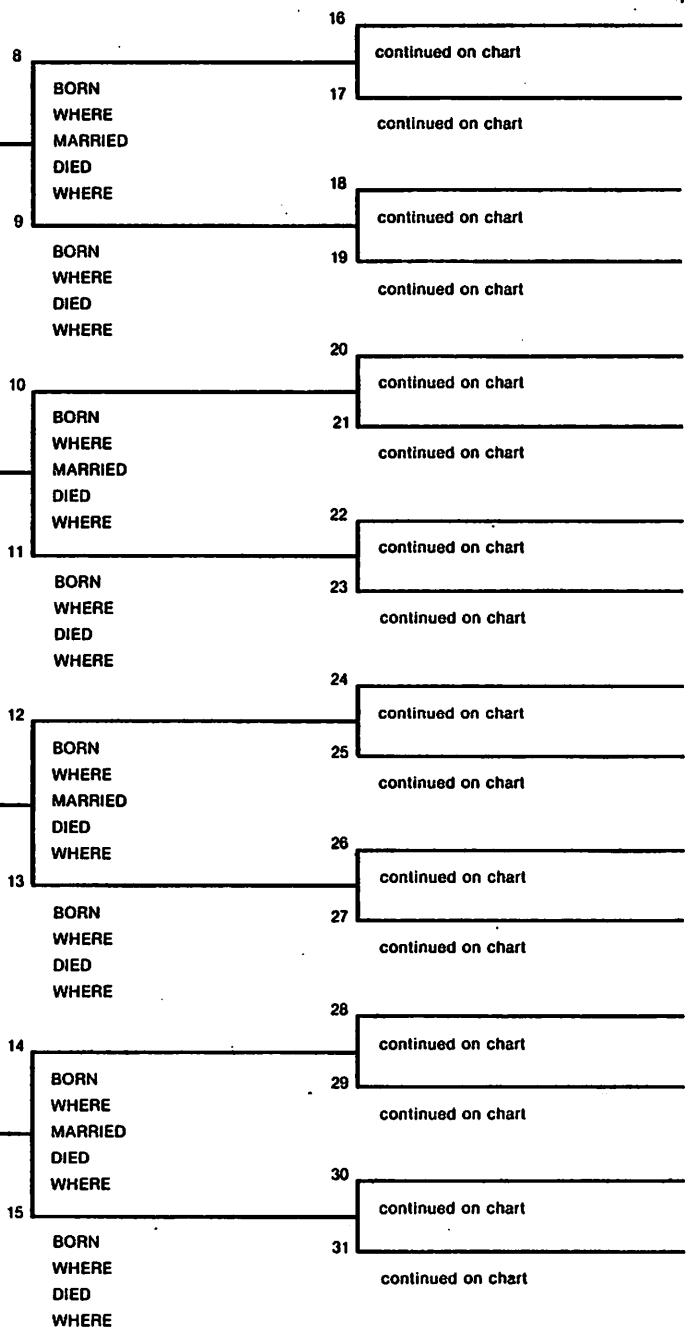 16
continued on chart
8
BORN
WHERE
MARRIED
DIED
WHERE
17
continued on chart
18
continued on chart
9
BORN
WHERE
DIED
WHERE
19
continued on chart
20
continued on chart
10
BORN
WHERE
MARRIED
DIED
WHERE
21
continued on chart
22
continued on chart
11
BORN
WHERE
DIED
WHERE
23
continued on chart
24
continued on chart
12
BORN
WHERE
MARRIED
DIED
WHERE
25
continued on chart
26
continued on chart
13
BORN
WHERE
DIED
WHERE
27
continued on chart
28
continued on chart
14
BORN
WHERE
MARRIED
DIED
WHERE
29
continued on chart
30
continued on chart
15
BORN
WHERE
DIED
WHERE
31
continued on chart